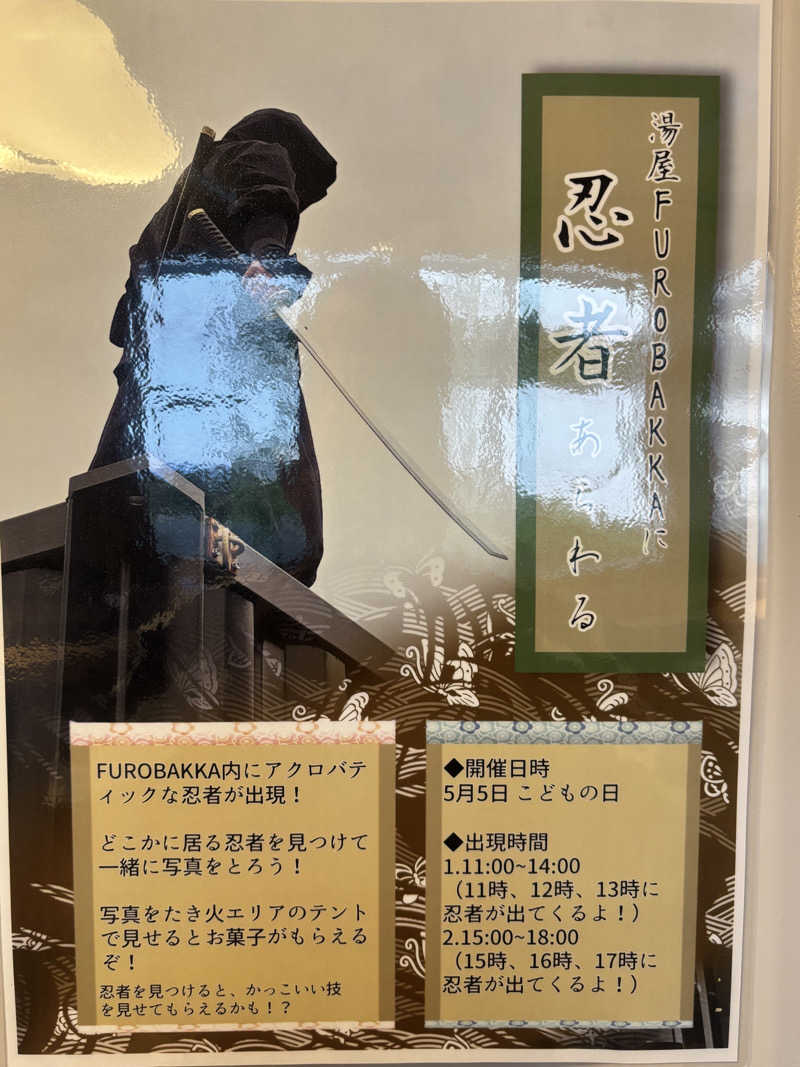 湯屋FUROBAKKAに
忍者あらわる
FUROBAKKA内にアクロバテ
ィックな忍者が出現！
どこかに居る忍者を見つけて
一緒に写真をとろう！
写真をたき火エリアのテント
で見せるとお菓子がもらえる
ぞ！
忍者を見つけると、かっこいい技
を見せてもらえるかも！？
◆開催日時
5月5日 こどもの日
◆出現時間
1.11:00~14:00
（11時、12時、13時に
忍者が出てくるよ！）
2.15:00~18:00
（15時、16時、17時に
忍者が出てくるよ！）